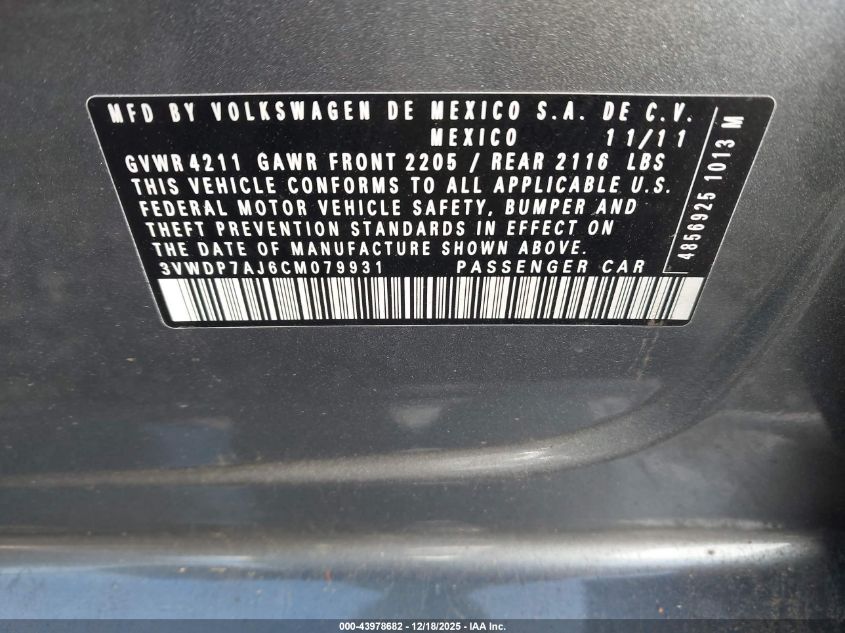 MFD BY VOLKSWAGEN DE MEXICO S.A. DE C.V.
MEXICO 11/11
GVWR 4211 GAWR FRONT 2205 / REAR 2116 LBS
THIS VEHICLE CONFORMS TO ALL APPLICABLE U.S.
FEDERAL MOTOR VEHICLE SAFETY, BUMPER AND
THEFT PREVENTION STANDARDS IN EFFECT ON
THE DATE OF MANUFACTURE SHOWN ABOVE.
3VWDP7AJ6CM079931 PASSENGER CAR
4856925 1013 M
000-43978682 - 12/18/2025 - IAA Inc.